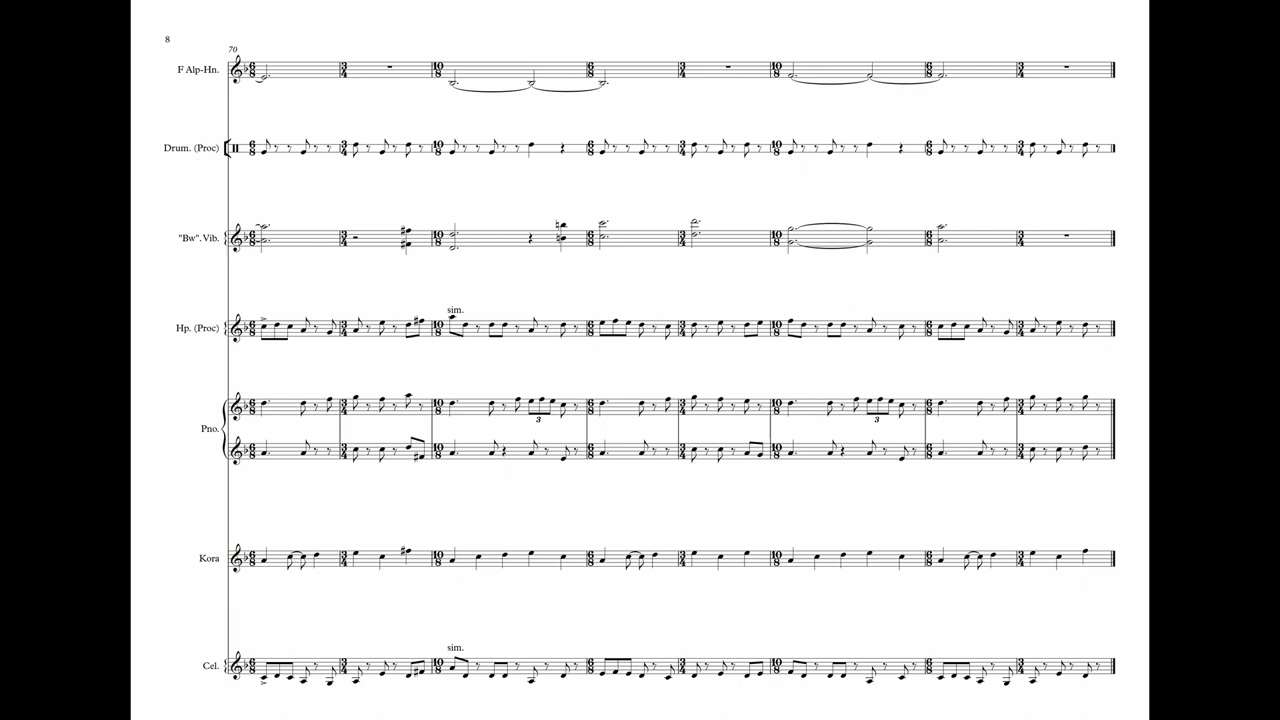 8
70
F Alp-Hn.
Drum. (Proc)
"Bw". Vib.
sim.
Hp. (Proc)
3 3
Pno.
Kora
sim.
Cel.